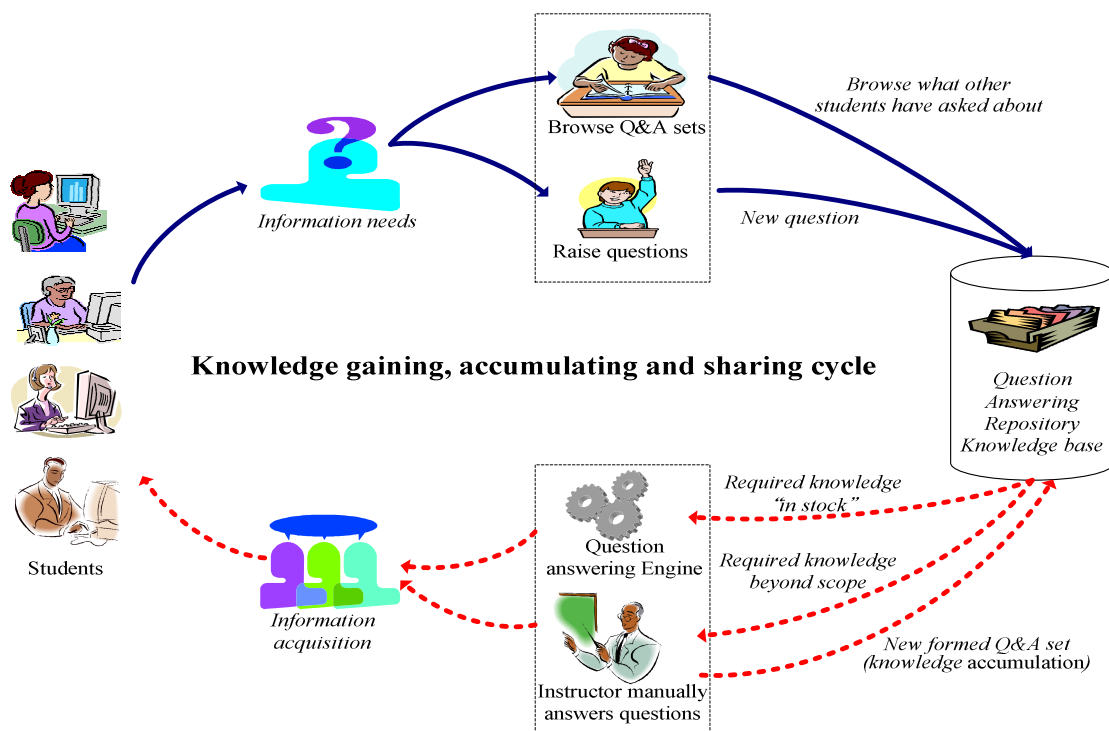 Browse Q&A sets
Browse what other
students have asked about
Information needs
Raise questions
New question
Knowledge gaining, accumulating and sharing cycle
Question
Answering
Repository
Knowledge base
Students
Information
acquisition
Question
answering Engine
Required knowledge
“in stock”
Required knowledge
beyond scope
Instructor manually
answers questions
New formed Q&A set
(knowledge accumulation)